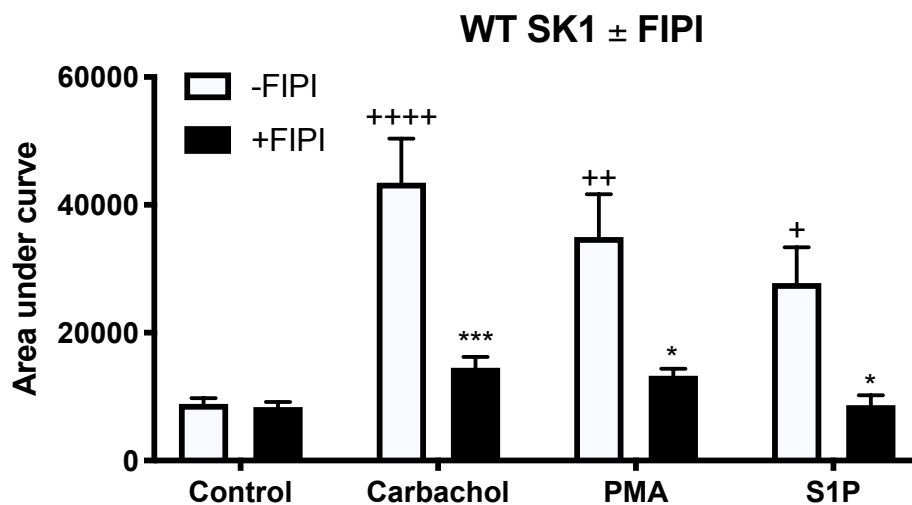 WT SK1 ± FIPI
60000
-FIPI
+FIPI
++++
40000
++
+
20000
***
*
*
0
Area under curve
Control
Carbachol
PMA
S1P